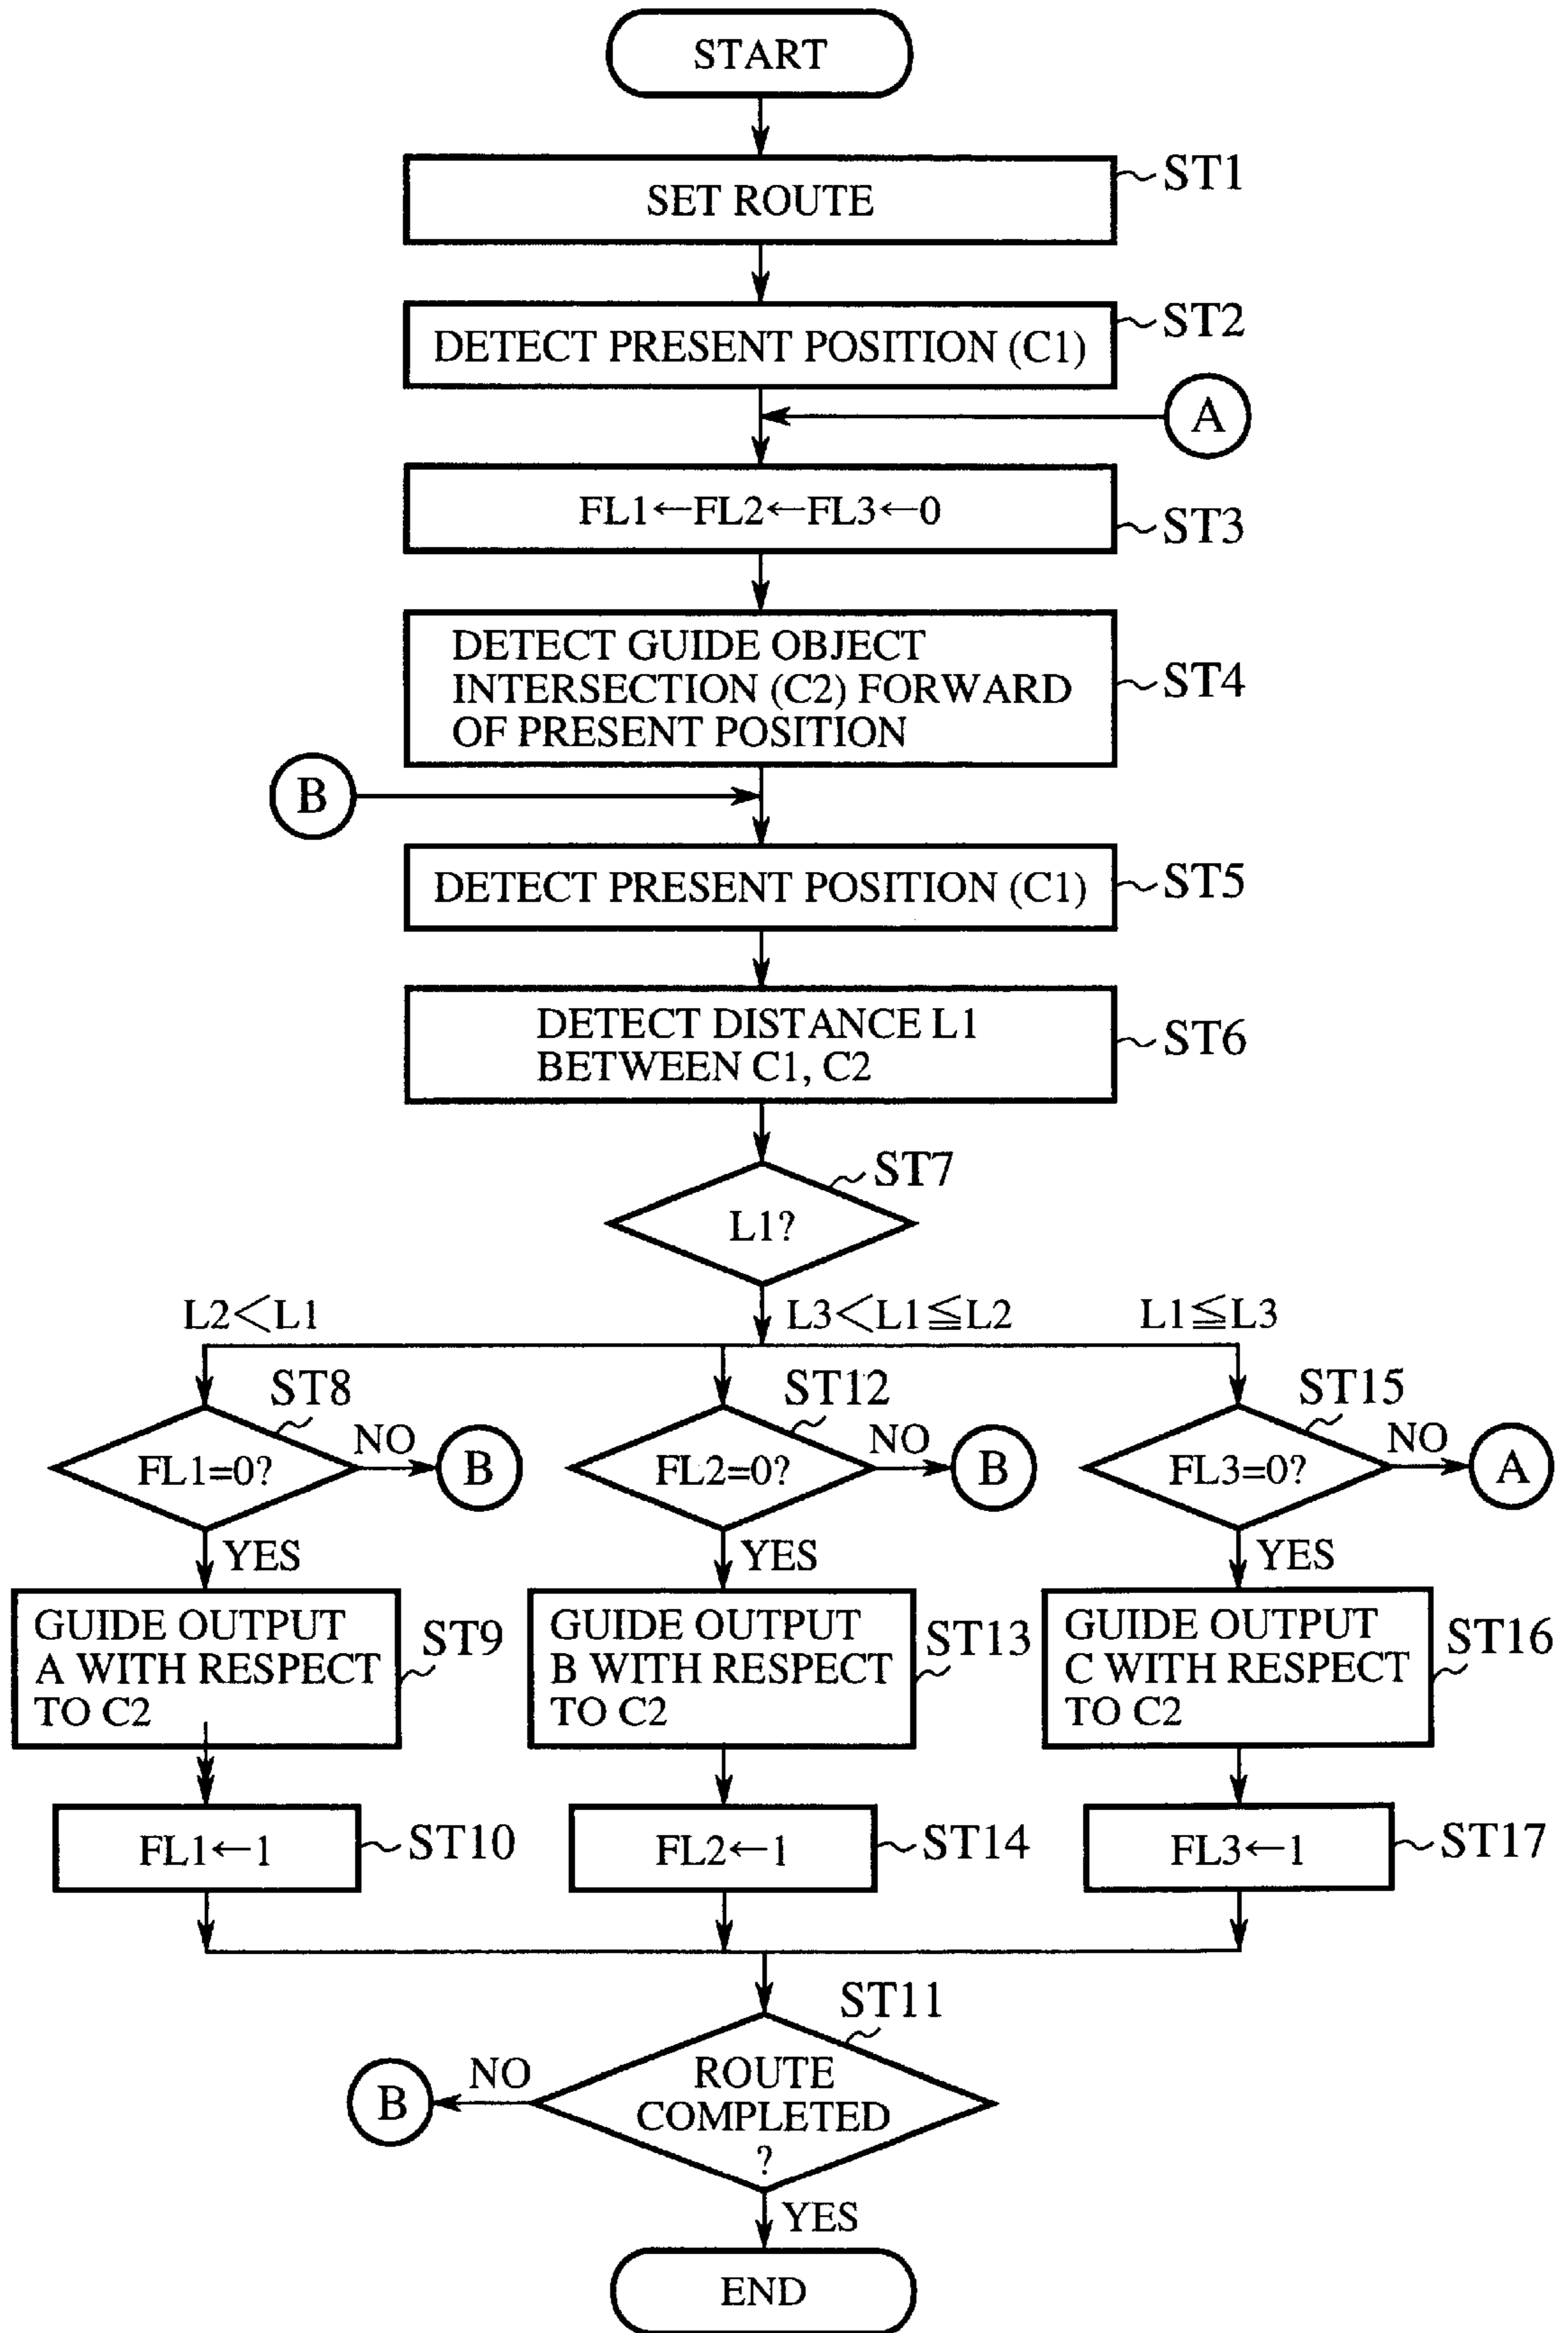 START
SET ROUTE
ST1
DETECT PRESENT POSITION (C1)
ST2
A
FL1←FL2←FL3←0
ST3
DETECT GUIDE OBJECT
INTERSECTION (C2) FORWARD
OF PRESENT POSITION
ST4
B
DETECT PRESENT POSITION (C1)
ST5
DETECT DISTANCE L1
BETWEEN C1, C2
ST6
ST7
L1?
L2<L1
L3<L1≦L2
L1≦L3
ST8
FL1=0?
NO
B
ST12
FL2=0?
NO
B
ST15
FL3=0?
NO
A
YES
YES
YES
GUIDE OUTPUT
A WITH RESPECT
TO C2
ST9
GUIDE OUTPUT
B WITH RESPECT
TO C2
ST13
GUIDE OUTPUT
C WITH RESPECT
TO C2
ST16
FL1←1
ST10
FL2←1
ST14
FL3←1
ST17
ST11
ROUTE
COMPLETED
?
NO
B
YES
END